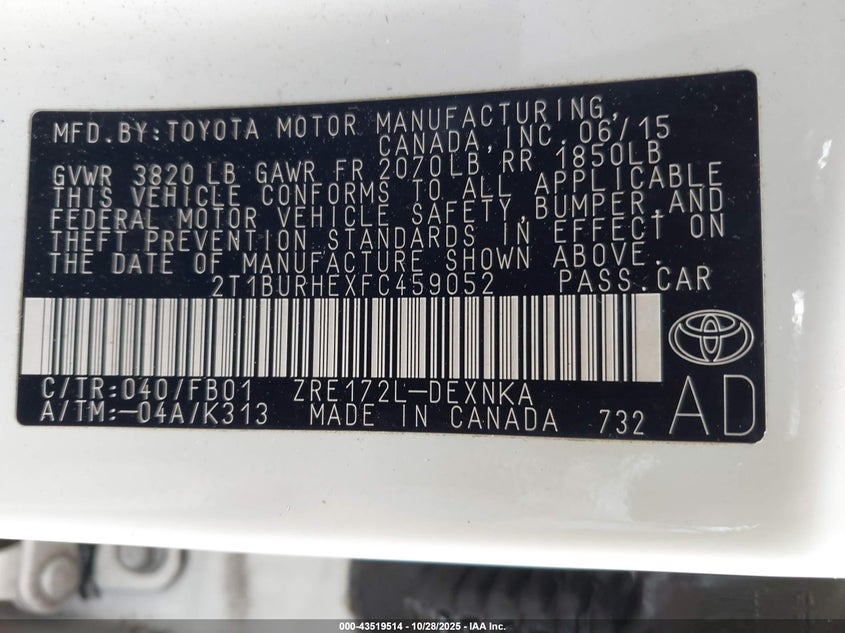 MFD.BY:TOYOTA MOTOR MANUFACTURING,
CANADA,INC. 06/15
GVWR 3820 LB GAWR FR 2070LB RR 1850LB
THIS VEHICLE CONFORMS TO ALL APPLICABLE
FEDERAL MOTOR VEHICLE SAFETY,BUMPER,AND
THEFT PREVENTION STANDARDS IN EFFECT ON
THE DATE OF MANUFACTURE SHOWN ABOVE.
2T1BURHEXFC459052 PASS.CAR
C/TR:040/FB01 ZRE172L-DEXNKA
A/TM:-04A/K313 MADE IN CANADA 732 AD
000-43519514 | 10/28/2025 | © IAA Inc.